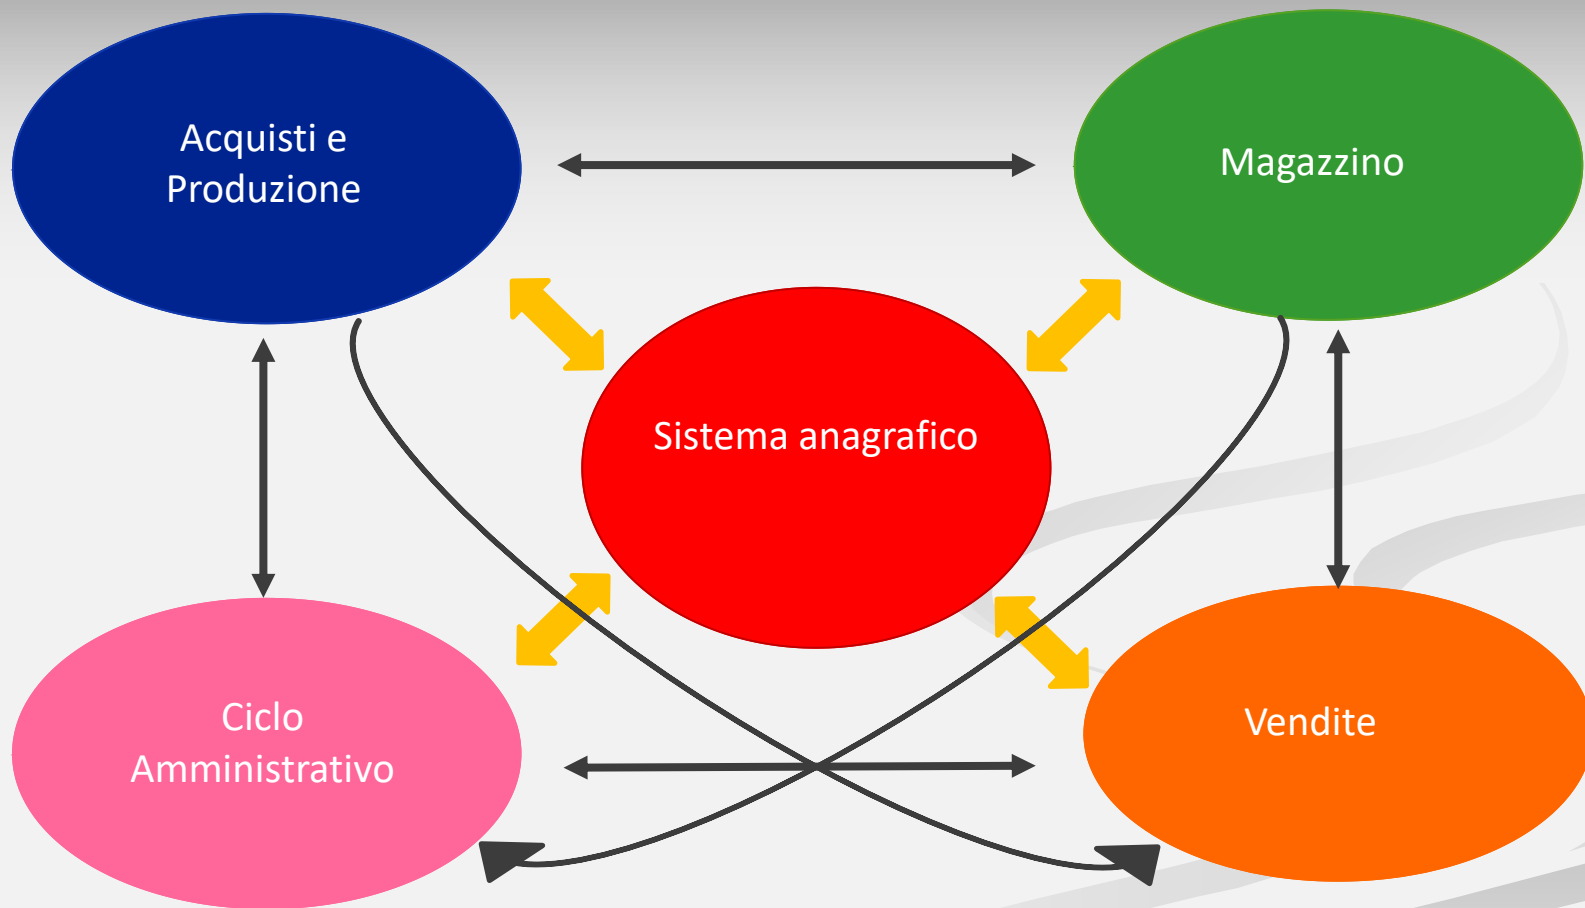 Acquisti e
Produzione
Magazzino
Sistema anagrafico
Ciclo
Amministrativo
Vendite